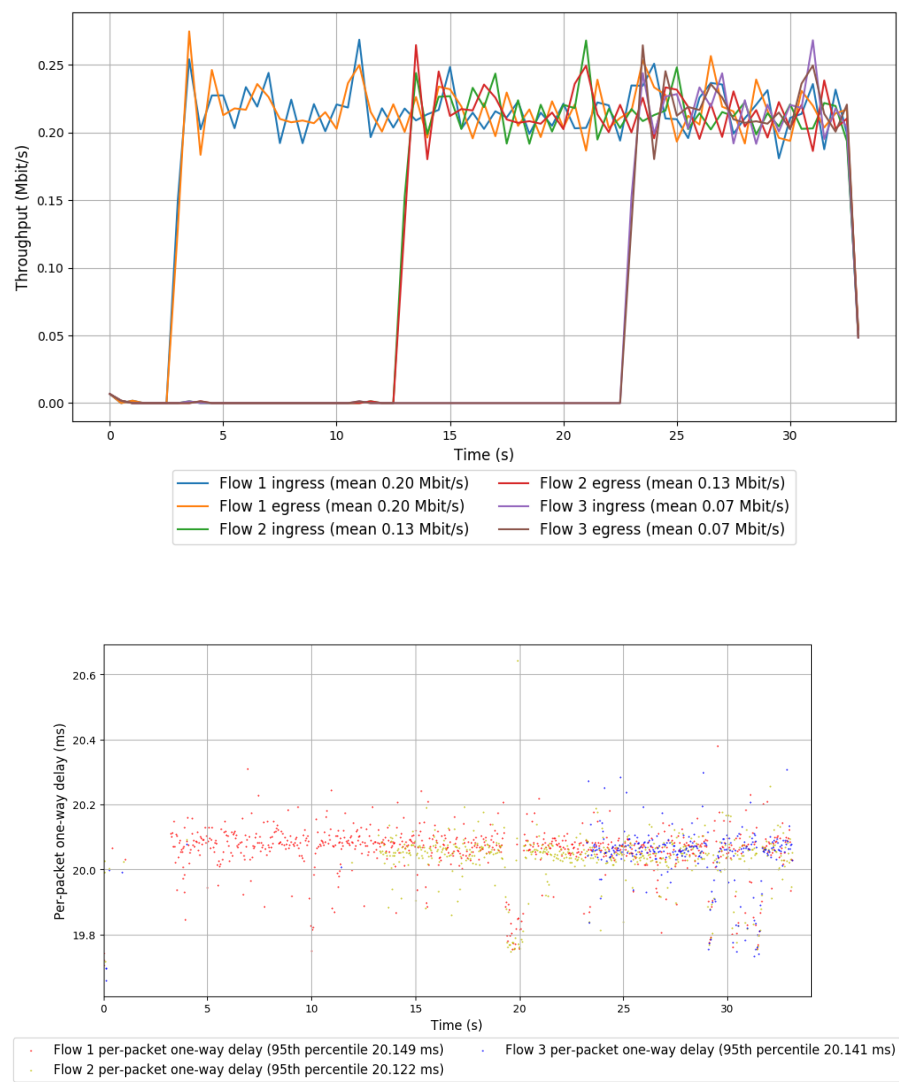 0.25
0.20
0.15
0.10
0.05
0.00
Throughput (Mbit/s)
0 5 10 15 20 25 30
Time (s)
Flow 1 ingress (mean 0.20 Mbit/s) Flow 2 egress (mean 0.13 Mbit/s)
Flow 1 egress (mean 0.20 Mbit/s) Flow 3 ingress (mean 0.07 Mbit/s)
Flow 2 ingress (mean 0.13 Mbit/s) Flow 3 egress (mean 0.07 Mbit/s)
20.6
20.4
20.2
20.0
19.8
Per-packet one-way delay (ms)
0 5 10 15 20 25 30
Time (s)
Flow 1 per-packet one-way delay (95th percentile 20.149 ms) Flow 3 per-packet one-way delay (95th percentile 20.141 ms)
Flow 2 per-packet one-way delay (95th percentile 20.122 ms)